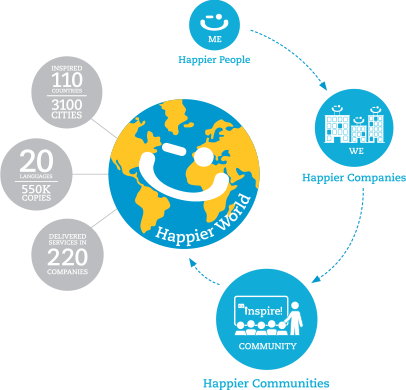 ME
Happier People
INSPIRED
110
COUNTRIES
3100
CITIES
20
LANGUAGES
550K
COPIES
DELIVERED
SERVICES IN
220
COMPANIES
Happier World
WE
Happier Companies
Inspire!
COMMUNITY
Happier Communities